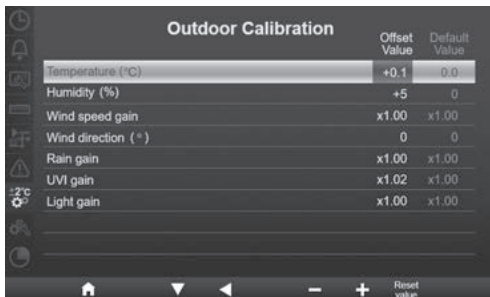 Outdoor Calibration
Offset Value
Default Value
Temperature (°C) +0.1 0.0
Humidity (%) +5 0
Wind speed gain x1.00 x1.00
Wind direction (°) 0 0
Rain gain x1.00 x1.00
UVI gain x1.02 x1.00
Light gain x1.00 x1.00
±2°C
Reset value